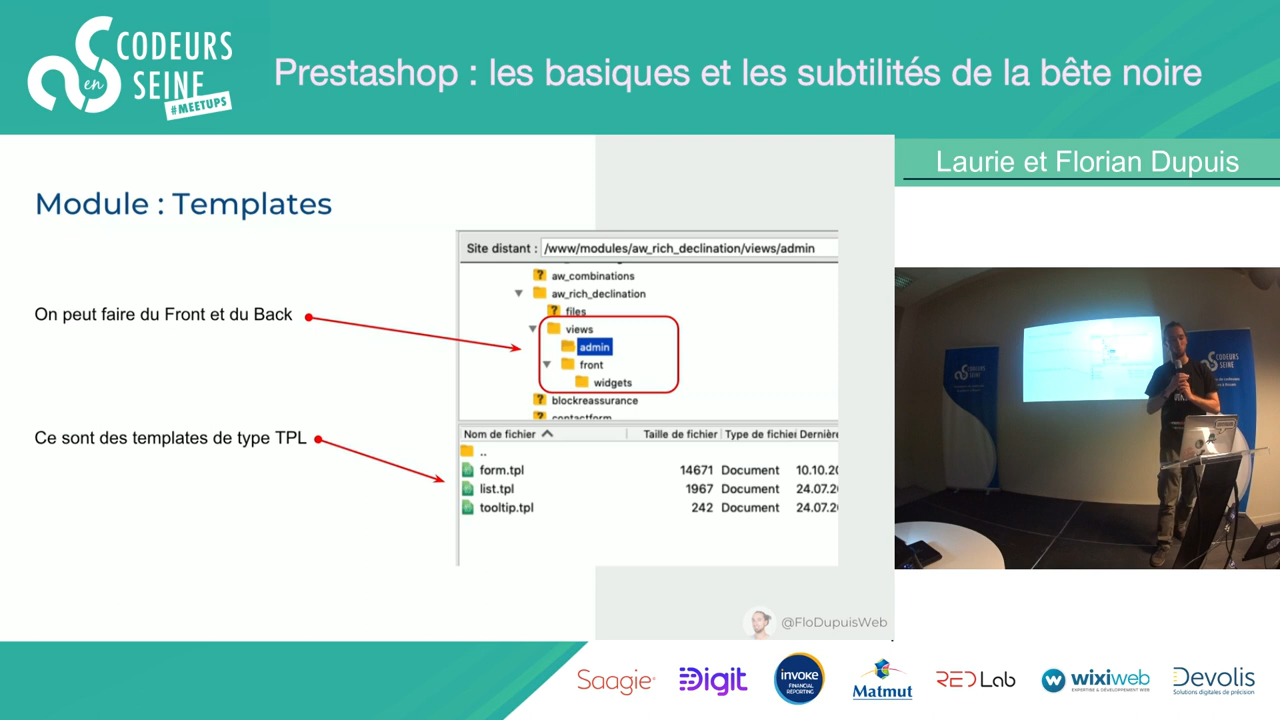 CODEURS
en
SEINE
#MEETUPS
Prestashop : les basiques et les subtilités de la bête noire
Laurie et Florian Dupuis
Module : Templates
On peut faire du Front et du Back
Ce sont des templates de type TPL
Site distant : /www/modules/aw_rich_declination/views/admin
aw_combinations
aw_rich_declination
files
views
admin
front
widgets
blockreassurance
contactform
Nom de fichier Taille de fichier Type de fichier Dernière
..
form.tpl 14671 Document 10.10.20
list.tpl 1967 Document 24.07.2
tooltip.tpl 242 Document 24.07.2
@FloDupuisWeb
CODEURS
SEINE
Saagie
Digit
invoke
FINANCIAL
REPORTING
Matmut
RED Lab
wixiweb
EXPERTISE & DÉVELOPPEMENT WEB
Devolis
Solutions digitales de précision